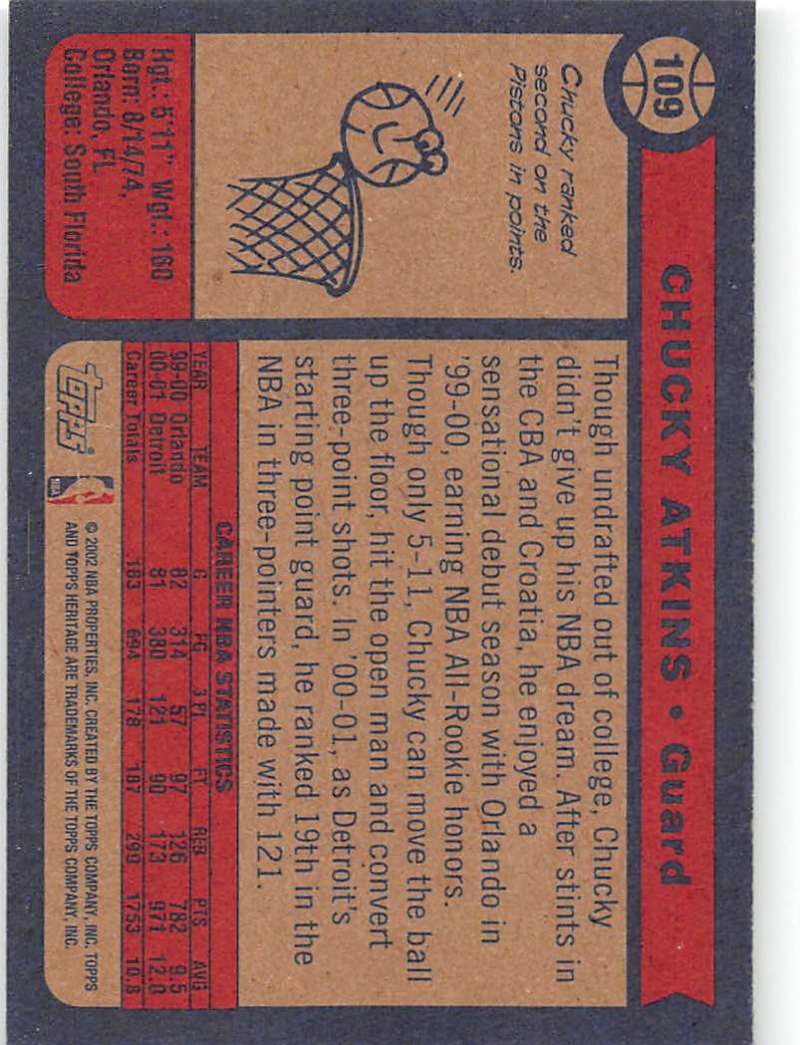 109
CHUCKY ATKINS • Guard
Chucky ranked
second on the
Pistons in points.
Hgt.: 5'11" Wgt.: 160
Born: 8/14/74,
Orlando, FL
College: South Florida
Though undrafted out of college, Chucky
didn't give up his NBA dream. After stints in
the CBA and Croatia, he enjoyed a
sensational debut season with Orlando in
'99-00, earning NBA All-Rookie honors.
Though only 5-11, Chucky can move the ball
up the floor, hit the open man and convert
three-point shots. In '00-01, as Detroit's
starting point guard, he ranked 19th in the
NBA in three-pointers made with 121.
CAREER NBA STATISTICS
YEAR TEAM G FG 3 PT FT REB PTS AVG
99-00 Orlando 82 314 57 97 126 782 9.5
00-01 Detroit 81 380 121 90 173 971 12.0
Career Totals 163 694 178 187 299 1753 10.8
topps NBA
© 2002 NBA PROPERTIES, INC. CREATED BY THE TOPPS COMPANY, INC. TOPPS
AND TOPPS HERITAGE ARE TRADEMARKS OF THE TOPPS COMPANY, INC.